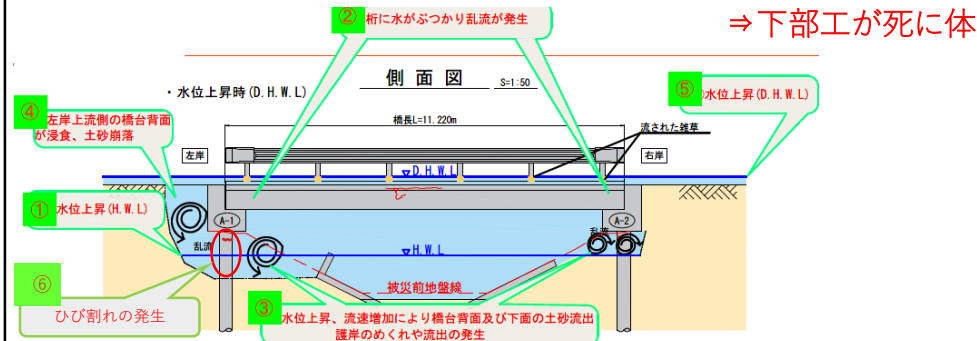 ⇒下部工が死に体
② 桁に水がぶつかり乱流が発生
側 面 図 S=1:50
・水位上昇時(D.H.W.L)
⑤ 水位上昇(D.H.W.L)
④ 左岸上流側の橋台背面
が浸食、土砂崩落
橋長L=11.220m
流された雑草
左岸
右岸
▽D.H.W.L
① 水位上昇(H.W.L)
A-1
A-2
乱流
乱流
▽H.W.L
被災前地盤線
⑥
ひび割れの発生
③ 水位上昇、流速増加により橋台背面及び下面の土砂流出
護岸のめくれや流出の発生